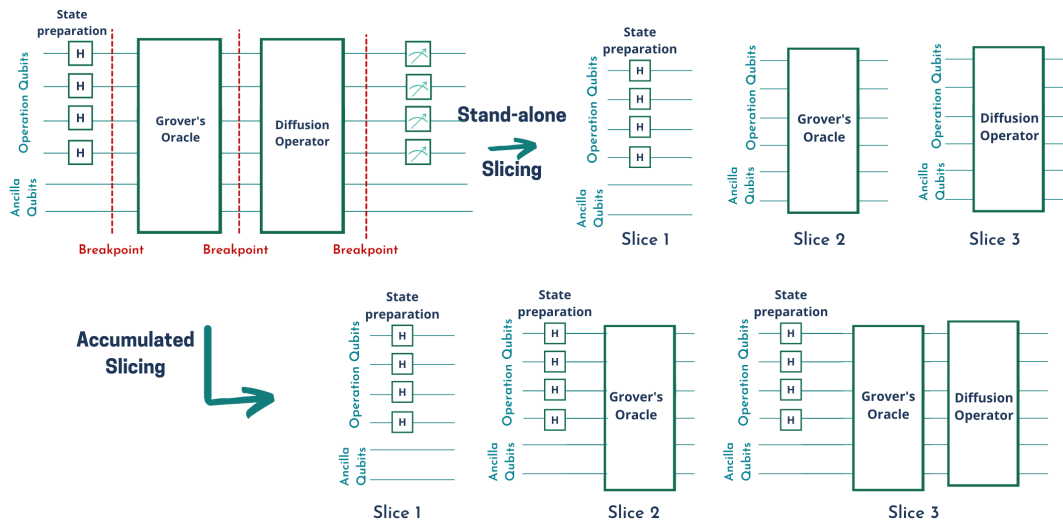 State
preparation
H
H
H
H
Operation Qubits
Ancilla
Qubits
Grover's
Oracle
Diffusion
Operator
Breakpoint
Breakpoint
Breakpoint
Stand-alone
Slicing
State
preparation
H
H
H
H
Operation Qubits
Ancilla
Qubits
Slice 1
Operation Qubits
Ancilla
Qubits
Grover's
Oracle
Slice 2
Operation Qubits
Ancilla
Qubits
Diffusion
Operator
Slice 3
Accumulated
Slicing
State
preparation
H
H
H
H
Operation Qubits
Ancilla
Qubits
Slice 1
State
preparation
H
H
H
H
Operation Qubits
Ancilla
Qubits
Grover's
Oracle
Slice 2
State
preparation
H
H
H
H
Operation Qubits
Ancilla
Qubits
Grover's
Oracle
Diffusion
Operator
Slice 3